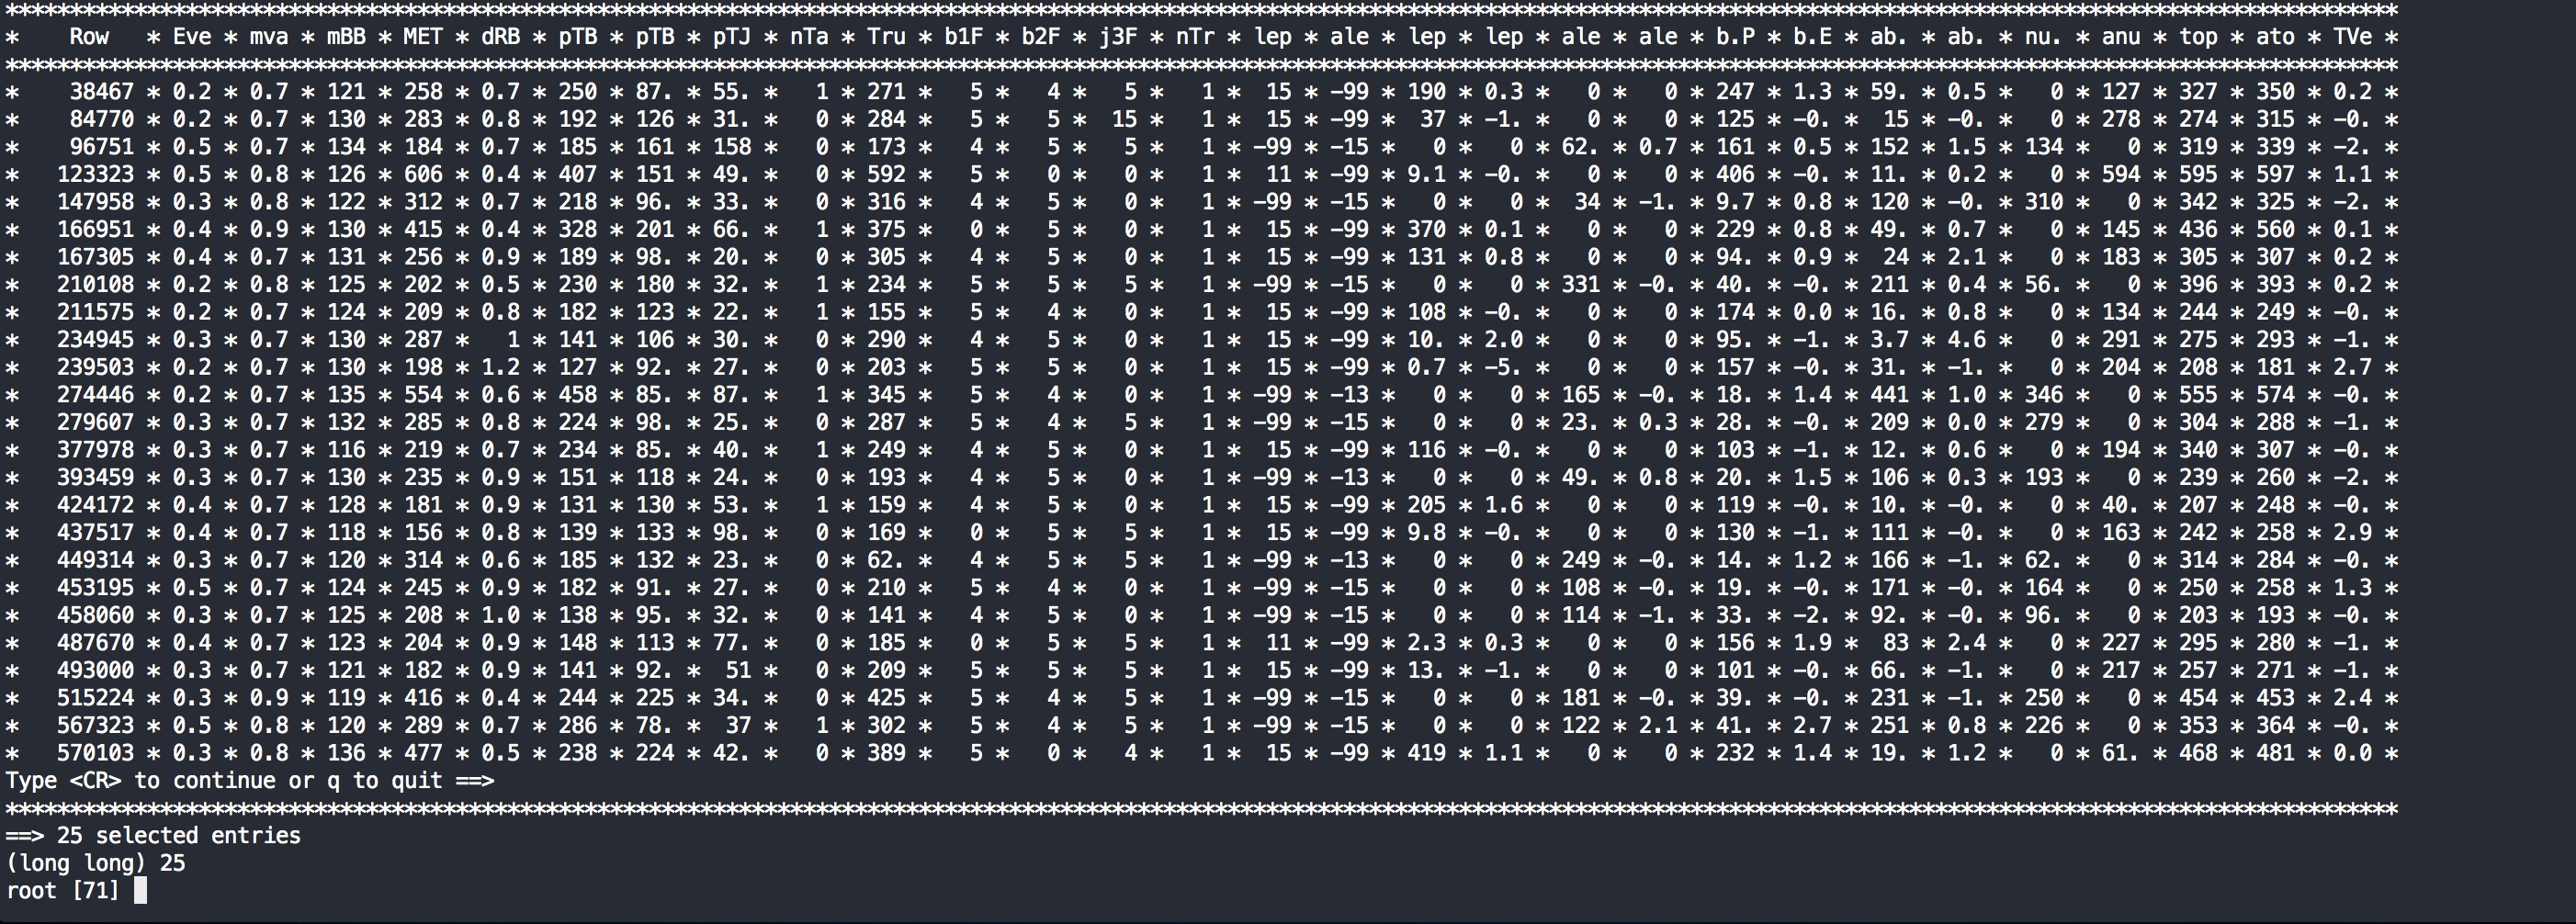 ******************************************************************************************************************************************************************************************
*    Row   * Eve * mva * mBB * MET * dRB * pTB * pTB * pTJ * nTa * Tru * b1F * b2F * j3F * nTr * lep * ale * lep * lep * ale * ale * b.P * b.E * ab. * ab. * nu. * anu * top * ato * TVe *
******************************************************************************************************************************************************************************************
*    38467 * 0.2 * 0.7 * 121 * 258 * 0.7 * 250 * 87. * 55. *   1 * 271 *   5 *   4 *   5 *   1 *  15 * -99 * 190 * 0.3 *   0 *   0 * 247 * 1.3 * 59. * 0.5 *   0 * 127 * 327 * 350 * 0.2 *
*    84770 * 0.2 * 0.7 * 130 * 283 * 0.8 * 192 * 126 * 31. *   0 * 284 *   5 *   5 *  15 *   1 *  15 * -99 *  37 * -1. *   0 *   0 * 125 * -0. *  15 * -0. *   0 * 278 * 274 * 315 * -0. *
*    96751 * 0.5 * 0.7 * 134 * 184 * 0.7 * 185 * 161 * 158 *   0 * 173 *   4 *   5 *   5 *   1 * -99 * -15 *   0 *   0 * 62. * 0.7 * 161 * 0.5 * 152 * 1.5 * 134 *   0 * 319 * 339 * -2. *
*   123323 * 0.5 * 0.8 * 126 * 606 * 0.4 * 407 * 151 * 49. *   0 * 592 *   5 *   0 *   0 *   1 *  11 * -99 * 9.1 * -0. *   0 *   0 * 406 * -0. * 11. * 0.2 *   0 * 594 * 595 * 597 * 1.1 *
*   147958 * 0.3 * 0.8 * 122 * 312 * 0.7 * 218 * 96. * 33. *   0 * 316 *   4 *   5 *   0 *   1 * -99 * -15 *   0 *   0 *  34 * -1. * 9.7 * 0.8 * 120 * -0. * 310 *   0 * 342 * 325 * -2. *
*   166951 * 0.4 * 0.9 * 130 * 415 * 0.4 * 328 * 201 * 66. *   1 * 375 *   0 *   5 *   0 *   1 *  15 * -99 * 370 * 0.1 *   0 *   0 * 229 * 0.8 * 49. * 0.7 *   0 * 145 * 436 * 560 * 0.1 *
*   167305 * 0.4 * 0.7 * 131 * 256 * 0.9 * 189 * 98. * 20. *   0 * 305 *   4 *   5 *   0 *   1 *  15 * -99 * 131 * 0.8 *   0 *   0 * 94. * 0.9 *  24 * 2.1 *   0 * 183 * 305 * 307 * 0.2 *
*   210108 * 0.2 * 0.8 * 125 * 202 * 0.5 * 230 * 180 * 32. *   1 * 234 *   5 *   5 *   5 *   1 * -99 * -15 *   0 *   0 * 331 * -0. * 40. * -0. * 211 * 0.4 * 56. *   0 * 396 * 393 * 0.2 *
*   211575 * 0.2 * 0.7 * 124 * 209 * 0.8 * 182 * 123 * 22. *   1 * 155 *   5 *   4 *   0 *   1 *  15 * -99 * 108 * -0. *   0 *   0 * 174 * 0.0 * 16. * 0.8 *   0 * 134 * 244 * 249 * -0. *
*   234945 * 0.3 * 0.7 * 130 * 287 *   1 * 141 * 106 * 30. *   0 * 290 *   4 *   5 *   0 *   1 *  15 * -99 * 10. * 2.0 *   0 *   0 * 95. * -1. * 3.7 * 4.6 *   0 * 291 * 275 * 293 * -1. *
*   239503 * 0.2 * 0.7 * 130 * 198 * 1.2 * 127 * 92. * 27. *   0 * 203 *   5 *   5 *   0 *   1 *  15 * -99 * 0.7 * -5. *   0 *   0 * 157 * -0. * 31. * -1. *   0 * 204 * 208 * 181 * 2.7 *
*   274446 * 0.2 * 0.7 * 135 * 554 * 0.6 * 458 * 85. * 87. *   1 * 345 *   5 *   4 *   0 *   1 * -99 * -13 *   0 *   0 * 165 * -0. * 18. * 1.4 * 441 * 1.0 * 346 *   0 * 555 * 574 * -0. *
*   279607 * 0.3 * 0.7 * 132 * 285 * 0.8 * 224 * 98. * 25. *   0 * 287 *   5 *   4 *   5 *   1 * -99 * -15 *   0 *   0 * 23. * 0.3 * 28. * -0. * 209 * 0.0 * 279 *   0 * 304 * 288 * -1. *
*   377978 * 0.3 * 0.7 * 116 * 219 * 0.7 * 234 * 85. * 40. *   1 * 249 *   4 *   5 *   0 *   1 *  15 * -99 * 116 * -0. *   0 *   0 * 103 * -1. * 12. * 0.6 *   0 * 194 * 340 * 307 * -0. *
*   393459 * 0.3 * 0.7 * 130 * 235 * 0.9 * 151 * 118 * 24. *   0 * 193 *   4 *   5 *   0 *   1 * -99 * -13 *   0 *   0 * 49. * 0.8 * 20. * 1.5 * 106 * 0.3 * 193 *   0 * 239 * 260 * -2. *
*   424172 * 0.4 * 0.7 * 128 * 181 * 0.9 * 131 * 130 * 53. *   1 * 159 *   4 *   5 *   0 *   1 *  15 * -99 * 205 * 1.6 *   0 *   0 * 119 * -0. * 10. * -0. *   0 * 40. * 207 * 248 * -0. *
*   437517 * 0.4 * 0.7 * 118 * 156 * 0.8 * 139 * 133 * 98. *   0 * 169 *   0 *   5 *   5 *   1 *  15 * -99 * 9.8 * -0. *   0 *   0 * 130 * -1. * 111 * -0. *   0 * 163 * 242 * 258 * 2.9 *
*   449314 * 0.3 * 0.7 * 120 * 314 * 0.6 * 185 * 132 * 23. *   0 * 62. *   4 *   5 *   5 *   1 * -99 * -13 *   0 *   0 * 249 * -0. * 14. * 1.2 * 166 * -1. * 62. *   0 * 314 * 284 * -0. *
*   453195 * 0.5 * 0.7 * 124 * 245 * 0.9 * 182 * 91. * 27. *   0 * 210 *   5 *   4 *   0 *   1 * -99 * -15 *   0 *   0 * 108 * -0. * 19. * -0. * 171 * -0. * 164 *   0 * 250 * 258 * 1.3 *
*   458060 * 0.3 * 0.7 * 125 * 208 * 1.0 * 138 * 95. * 32. *   0 * 141 *   4 *   5 *   0 *   1 * -99 * -15 *   0 *   0 * 114 * -1. * 33. * -2. * 92. * -0. * 96. *   0 * 203 * 193 * -0. *
*   487670 * 0.4 * 0.7 * 123 * 204 * 0.9 * 148 * 113 * 77. *   0 * 185 *   0 *   5 *   5 *   1 *  11 * -99 * 2.3 * 0.3 *   0 *   0 * 156 * 1.9 *  83 * 2.4 *   0 * 227 * 295 * 280 * -1. *
*   493000 * 0.3 * 0.7 * 121 * 182 * 0.9 * 141 * 92. *  51 *   0 * 209 *   5 *   5 *   5 *   1 *  15 * -99 * 13. * -1. *   0 *   0 * 101 * -0. * 66. * -1. *   0 * 217 * 257 * 271 * -1. *
*   515224 * 0.3 * 0.9 * 119 * 416 * 0.4 * 244 * 225 * 34. *   0 * 425 *   5 *   4 *   5 *   1 * -99 * -15 *   0 *   0 * 181 * -0. * 39. * -0. * 231 * -1. * 250 *   0 * 454 * 453 * 2.4 *
*   567323 * 0.5 * 0.8 * 120 * 289 * 0.7 * 286 * 78. *  37 *   1 * 302 *   5 *   4 *   5 *   1 * -99 * -15 *   0 *   0 * 122 * 2.1 * 41. * 2.7 * 251 * 0.8 * 226 *   0 * 353 * 364 * -0. *
*   570103 * 0.3 * 0.8 * 136 * 477 * 0.5 * 238 * 224 * 42. *   0 * 389 *   5 *   0 *   4 *   1 *  15 * -99 * 419 * 1.1 *   0 *   0 * 232 * 1.4 * 19. * 1.2 *   0 * 61. * 468 * 481 * 0.0 *
Type <CR> to continue or q to quit ==>
******************************************************************************************************************************************************************************************
==> 25 selected entries
(long long) 25
root [71]